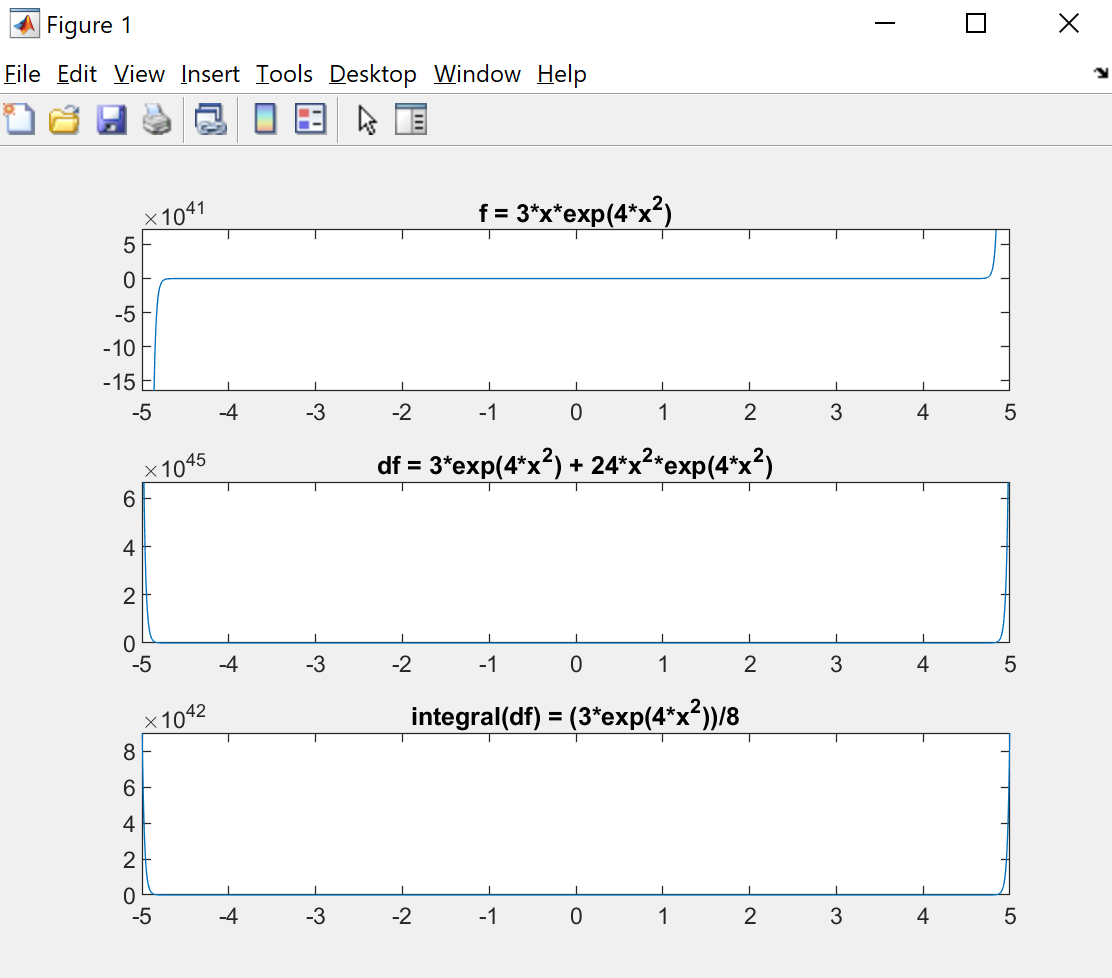 Figure 1
File Edit View Insert Tools Desktop Window Help
×10^41
f = 3*x*exp(4*x^2)
5
0
-5
-10
-15
-5 -4 -3 -2 -1 0 1 2 3 4 5
×10^45
df = 3*exp(4*x^2) + 24*x^2*exp(4*x^2)
6
4
2
0
-5 -4 -3 -2 -1 0 1 2 3 4 5
×10^42
integral(df) = (3*exp(4*x^2))/8
8
6
4
2
0
-5 -4 -3 -2 -1 0 1 2 3 4 5